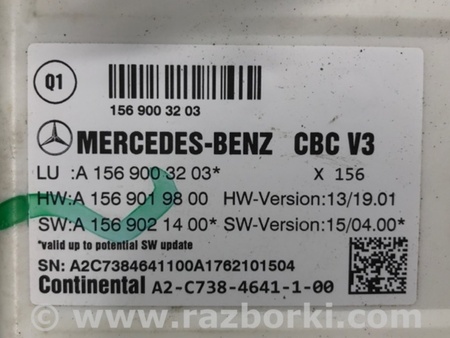 Q1
156 900 32 03
MERCEDES-BENZ CBC V3
LU :A 156 900 32 03* X 156
HW:A 156 901 98 00 HW-Version:13/19.01
SW:A 156 902 14 00* SW-Version:15/04.00*
*valid up to potential SW update
SN: A2C7384641100A1762101504
Continental A2-C738-4641-1-00
www.razborki.com